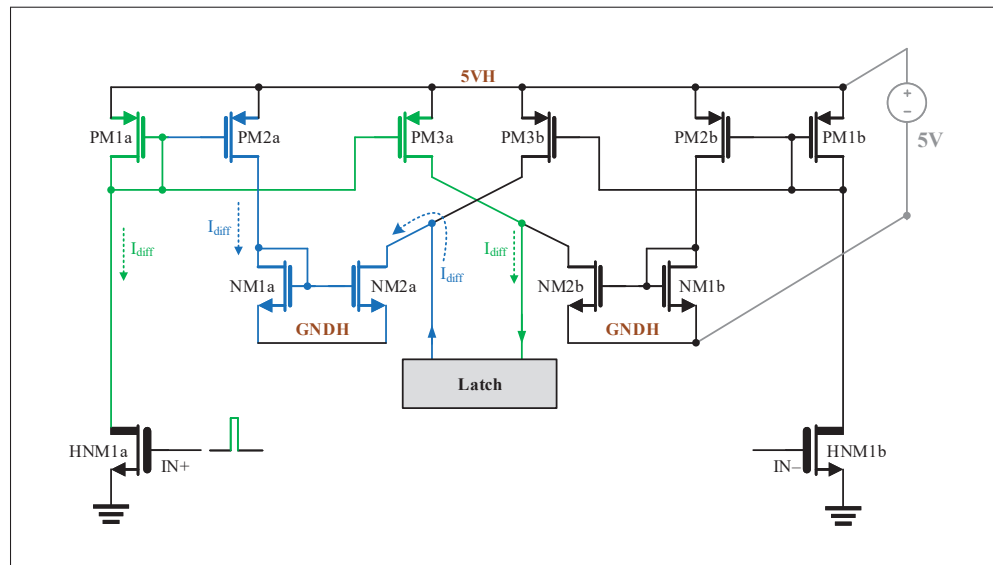 5VH
PM1a
PM2a
PM3a
PM3b
PM2b
PM1b
+
−
5V
Idiff
Idiff
Idiff
Idiff
NM1a
NM2a
NM2b
NM1b
GNDH
GNDH
Latch
HNM1a
IN+
IN−
HNM1b